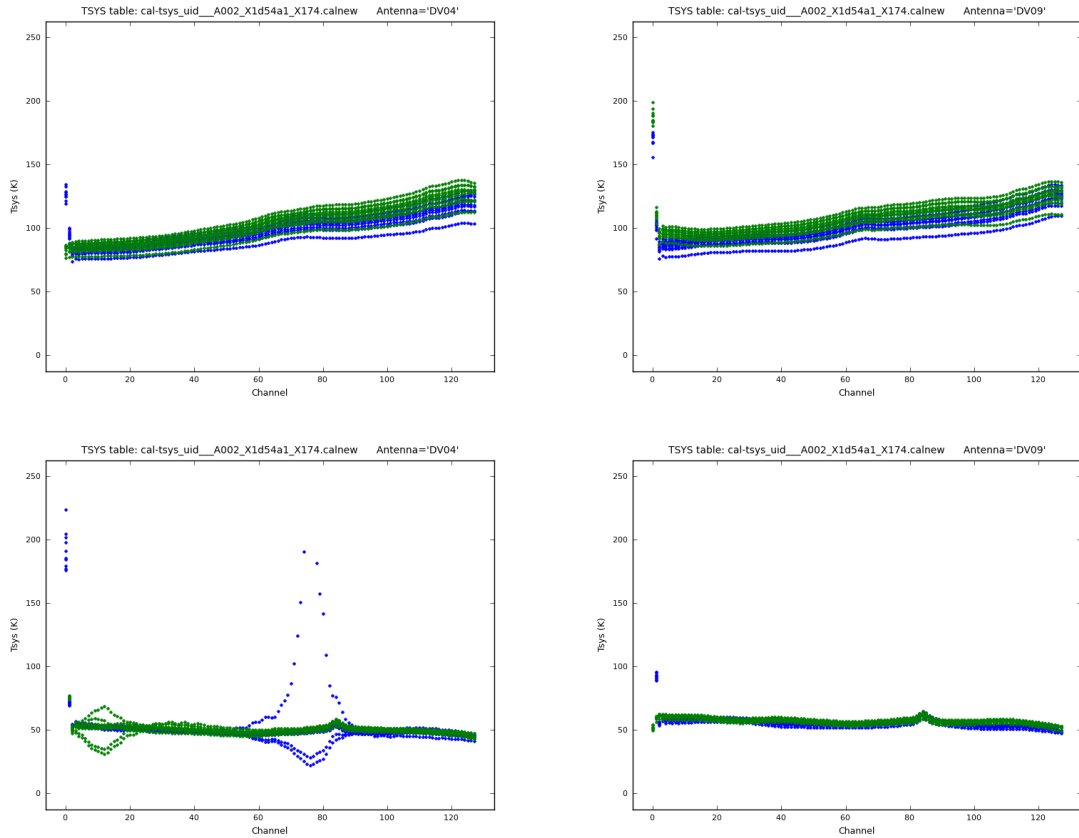 TSYS table: cal-tsys_uid___A002_X1d54a1_X174.calnew Antenna='DV04'
250
200
150
100
50
0
Tsys (K)
0 20 40 60 80 100 120
Channel
TSYS table: cal-tsys_uid___A002_X1d54a1_X174.calnew Antenna='DV09'
250
200
150
100
50
0
Tsys (K)
0 20 40 60 80 100 120
Channel
TSYS table: cal-tsys_uid___A002_X1d54a1_X174.calnew Antenna='DV04'
250
200
150
100
50
0
Tsys (K)
0 20 40 60 80 100 120
Channel
TSYS table: cal-tsys_uid___A002_X1d54a1_X174.calnew Antenna='DV09'
250
200
150
100
50
0
Tsys (K)
0 20 40 60 80 100 120
Channel